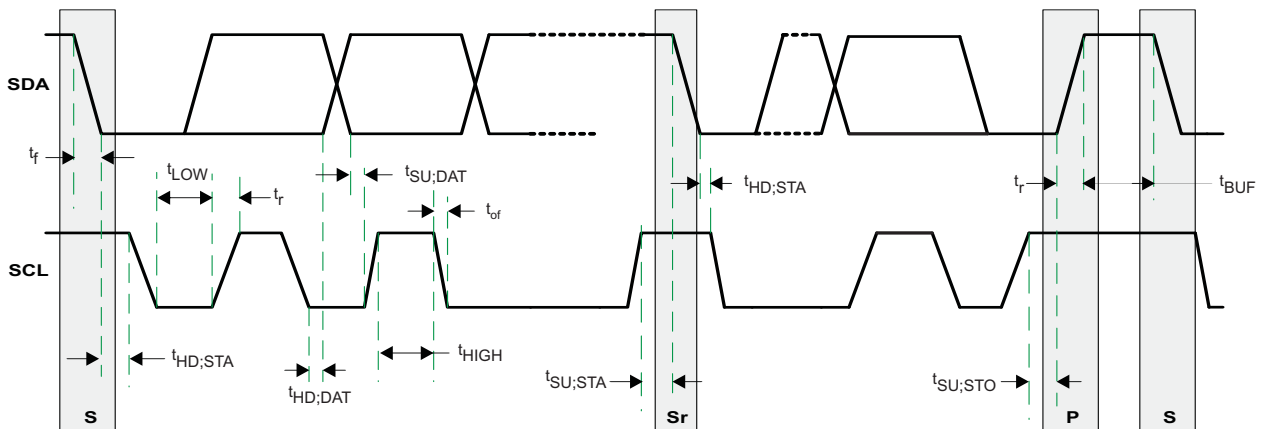 SDA
t_f
t_LOW
t_r
t_SU;DAT
t_of
t_HD;STA
t_r
t_BUF
SCL
t_HD;STA
t_HD;DAT
t_HIGH
t_SU;STA
t_SU;STO
S
Sr
P
S